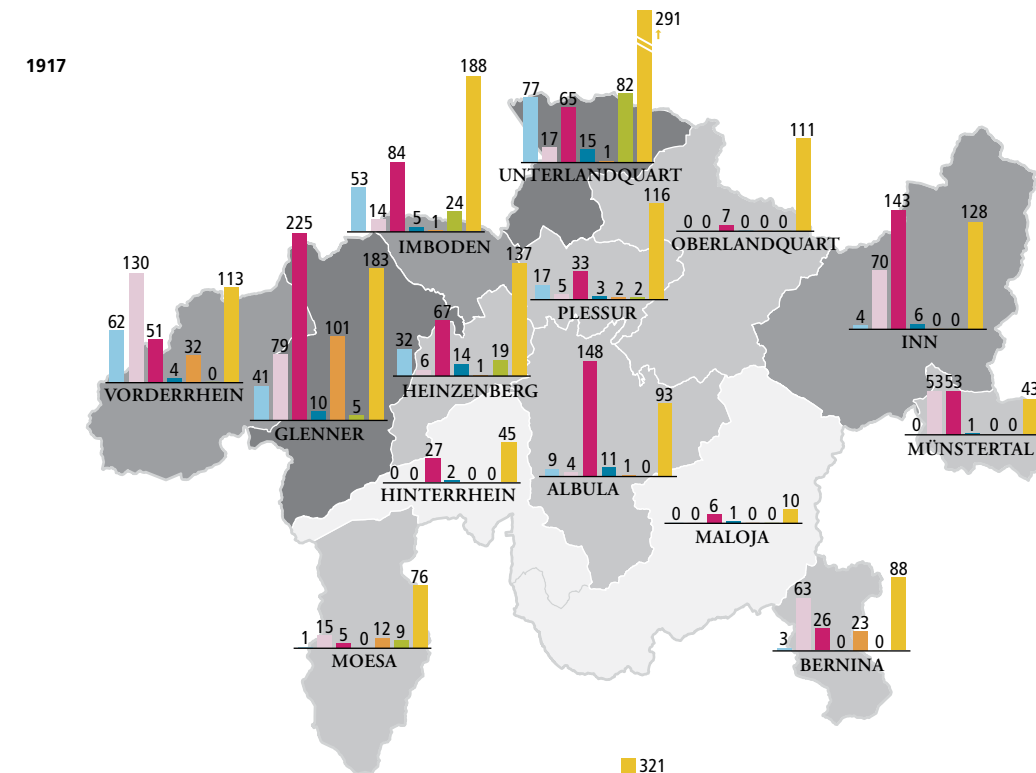 1917
291
77 17 65 15 1 82
UNTERLANDQUART
188
53 14 84 5 1 24
IMBODEN
111
0 0 7 0 0 0
OBERLANDQUART
116
17 5 33 3 2 2
PLESSUR
143
4 70 6 0 0 128
INN
225
41 79 10 101 5 183
GLENNER
130
62 51 4 32 0 113
VORDERRHEIN
137
32 6 67 14 1 19
HEINZENBERG
148
9 4 11 1 0 93
ALBULA
0 53 53 1 0 0 43
MÜNSTERTAL
0 0 27 2 0 0 45
HINTERRHEIN
0 0 6 1 0 0 10
MALOJA
1 15 5 0 12 9 76
MOESA
3 63 26 0 23 0 88
BERNINA
321